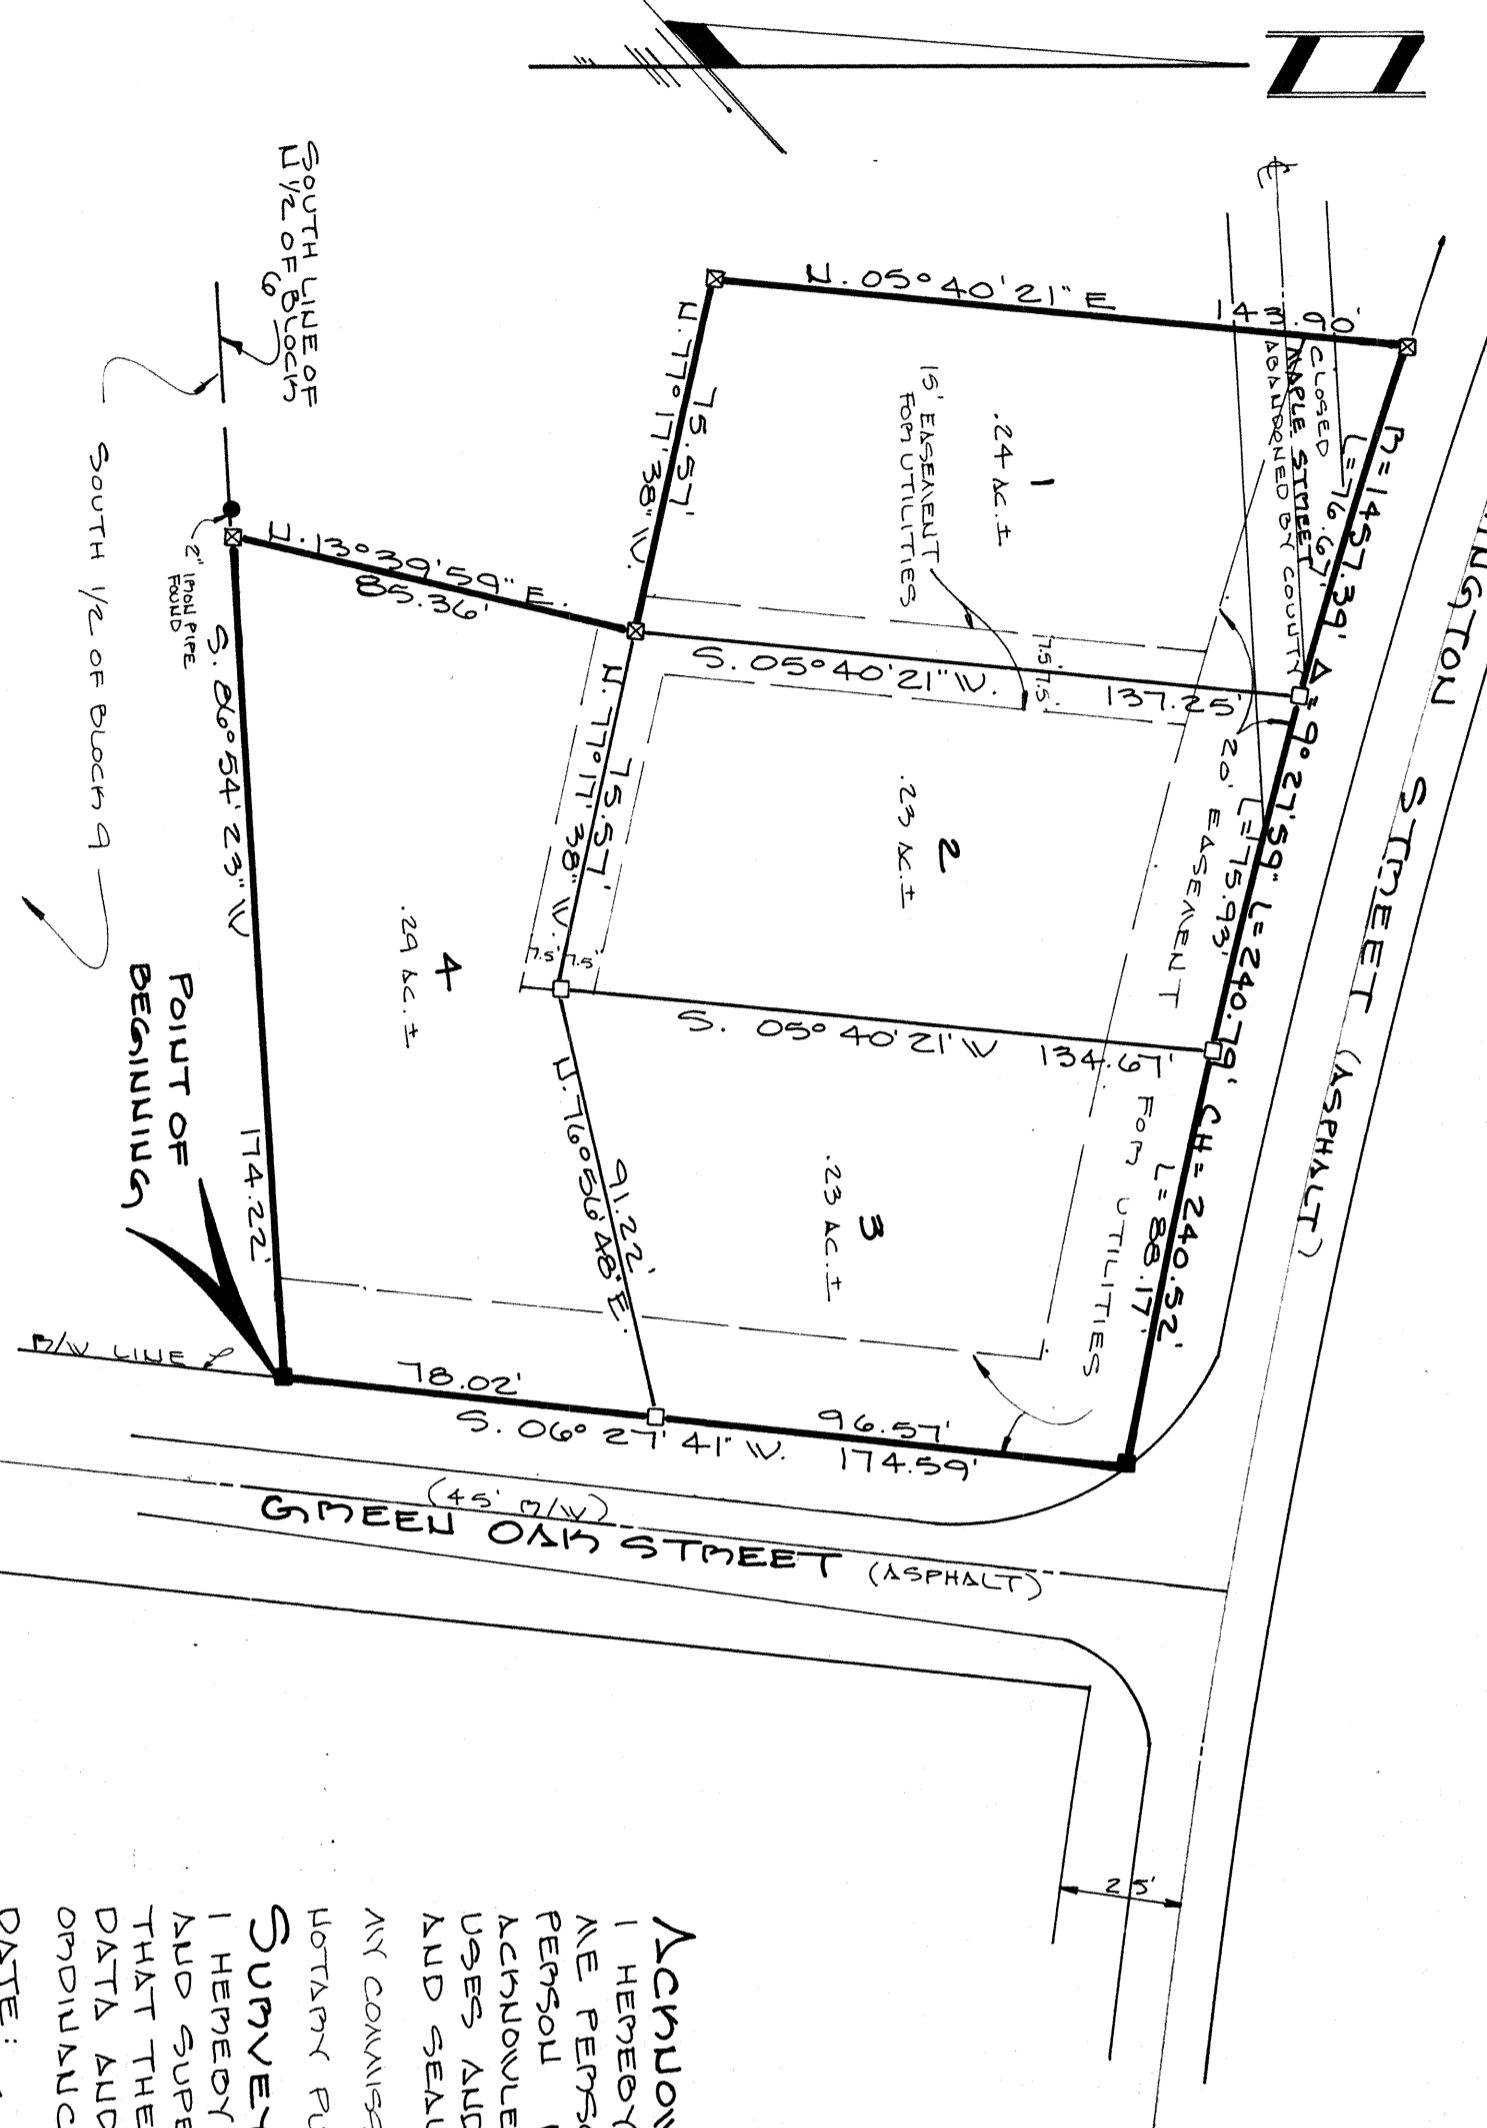 N
...INGTON STREET (ASPHALT)
R=1457.39' Δ=9°27'59" L=240.79' CH=240.52'
L=76.67'
L=75.93'
L=88.17'
℄
CLOSED
MAPLE STREET
ABANDONED BY COUNTY
N. 05°40'21" E
140.93'
1
.24 AC.±
15' EASEMENT
FOR UTILITIES
75.57'
N. 77°17'38" W.
S. 05°40'21" W. 137.25'
7.5' 7.5'
20' EASEMENT FOR UTILITIES
2
.23 AC.±
75.57'
N. 77°17'38" W.
7.5' 7.5'
S. 05°40'21" W 134.67'
3
.23 AC.±
91.22'
N. 76°56'48" E.
4
.29 AC.±
N. 13°39'59" E.
85.36'
SOUTH LINE OF
N 1/2 OF BLOCK
9
2" IRON PIPE
FOUND
S. 86°54'23" W 174.22'
SOUTH 1/2 OF BLOCK 9
POINT OF
BEGINNING
R/W LINE
78.02' 96.57'
S. 06°27'41" W. 174.59'
(45' R/W)
GREEN OAK STREET (ASPHALT)
25'
ACKNOW
I HEREBY
ME PERSO
PERSON
ACKNOWLE
USES AND
AND SEAL
MY COMMISS
NOTARY PU
SURVEY
I HEREBY
AND SUPE
THAT THE
DATA AND
ORDINANC
DATE: